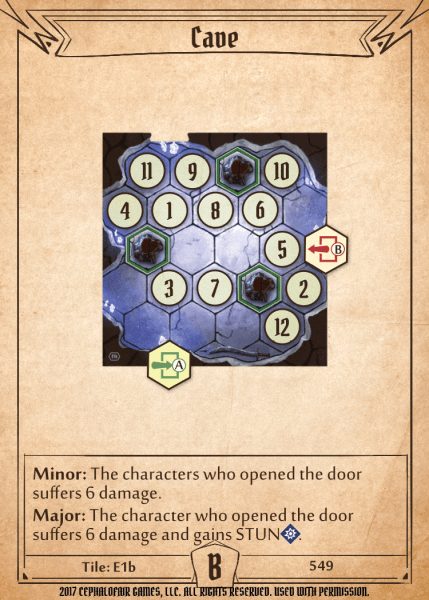 Cave
11 9 10
4 1 8 6
5 B
3 7 2
12
A
Minor: The characters who opened the door
suffers 6 damage.
Major: The character who opened the door
suffers 6 damage and gains STUN.
Tile: E1b B 549
2017 CEPHALOFAIR GAMES, LLC. ALL RIGHTS RESERVED. USED WITH PERMISSION.